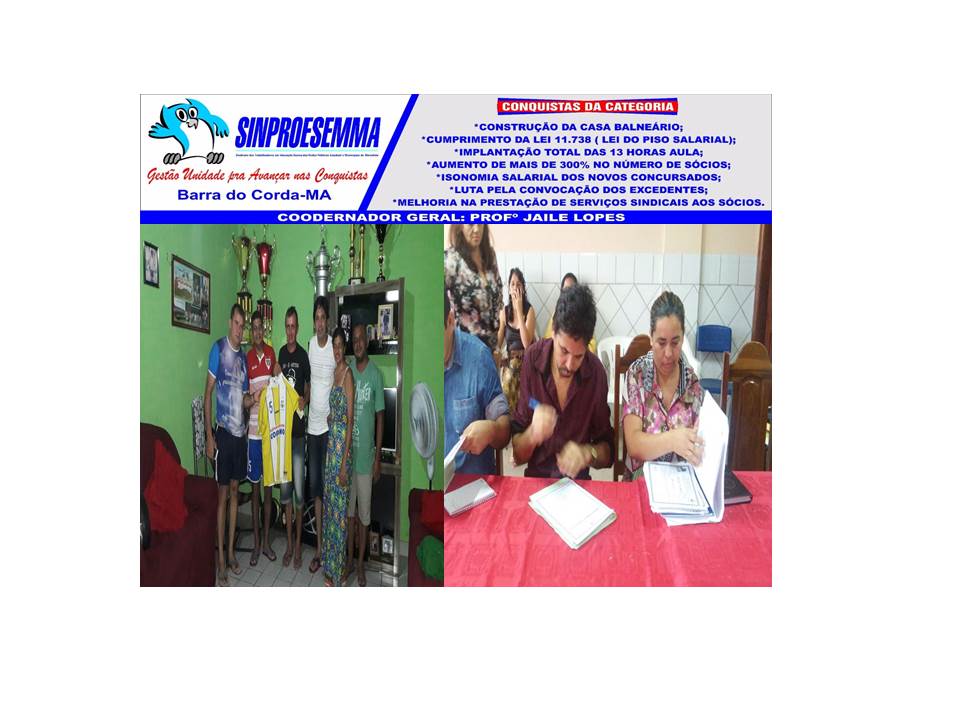 SINPROESEMMA
Gestão Unidade pra Avançar nas Conquistas
Barra do Corda-MA
CONQUISTAS DA CATEGORIA
*CONSTRUÇÃO DA CASA BALNEÁRIO;
*CUMPRIMENTO DA LEI 11.738 ( LEI DO PISO SALARIAL);
*IMPLANTAÇÃO TOTAL DAS 13 HORAS AULA;
*AUMENTO DE MAIS DE 300% NO NÚMERO DE SÓCIOS;
*ISONOMIA SALARIAL DOS NOVOS CONCURSADOS;
*LUTA PELA CONVOCAÇÃO DOS EXCEDENTES;
*MELHORIA NA PRESTAÇÃO DE SERVIÇOS SINDICAIS AOS SÓCIOS.
COODERNADOR GERAL: PROFº JAILE LOPES